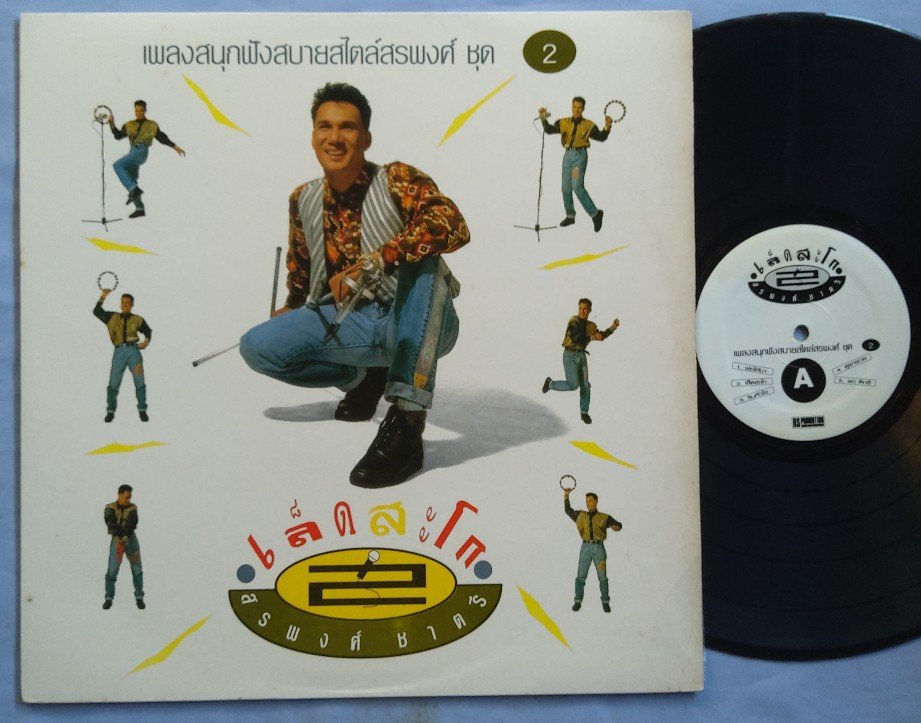 เพลงสนุกฟังสบายสไตล์สรพงศ์ ชุด 2
เล็ดสะโก
๒
สรพงศ์ ชาตรี
เล็ดสะโก
๒
สรพงศ์ ชาตรี
เพลงสนุกฟังสบายสไตล์สรพงศ์ ชุด 2
A
RS PROMOTION